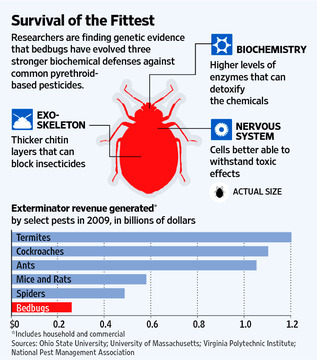 Survival of the Fittest
Researchers are finding genetic evidence
that bedbugs have evolved three
stronger biochemical defenses against
common pyrethroid-
based pesticides.
BIOCHEMISTRY
Higher levels of
enzymes that can
detoxify
the chemicals
EXO-
SKELETON
Thicker chitin
layers that can
block insecticides
NERVOUS
SYSTEM
Cells better able to
withstand toxic
effects
ACTUAL SIZE
Exterminator revenue generated*
by select pests in 2009, in billions of dollars
Termites
Cockroaches
Ants
Mice and Rats
Spiders
Bedbugs
$0 0.2 0.4 0.6 0.8 1.0 1.2
*Includes household and commercial
Sources: Ohio State University; University of Massachusetts; Virginia Polytechnic Institute;
National Pest Management Association